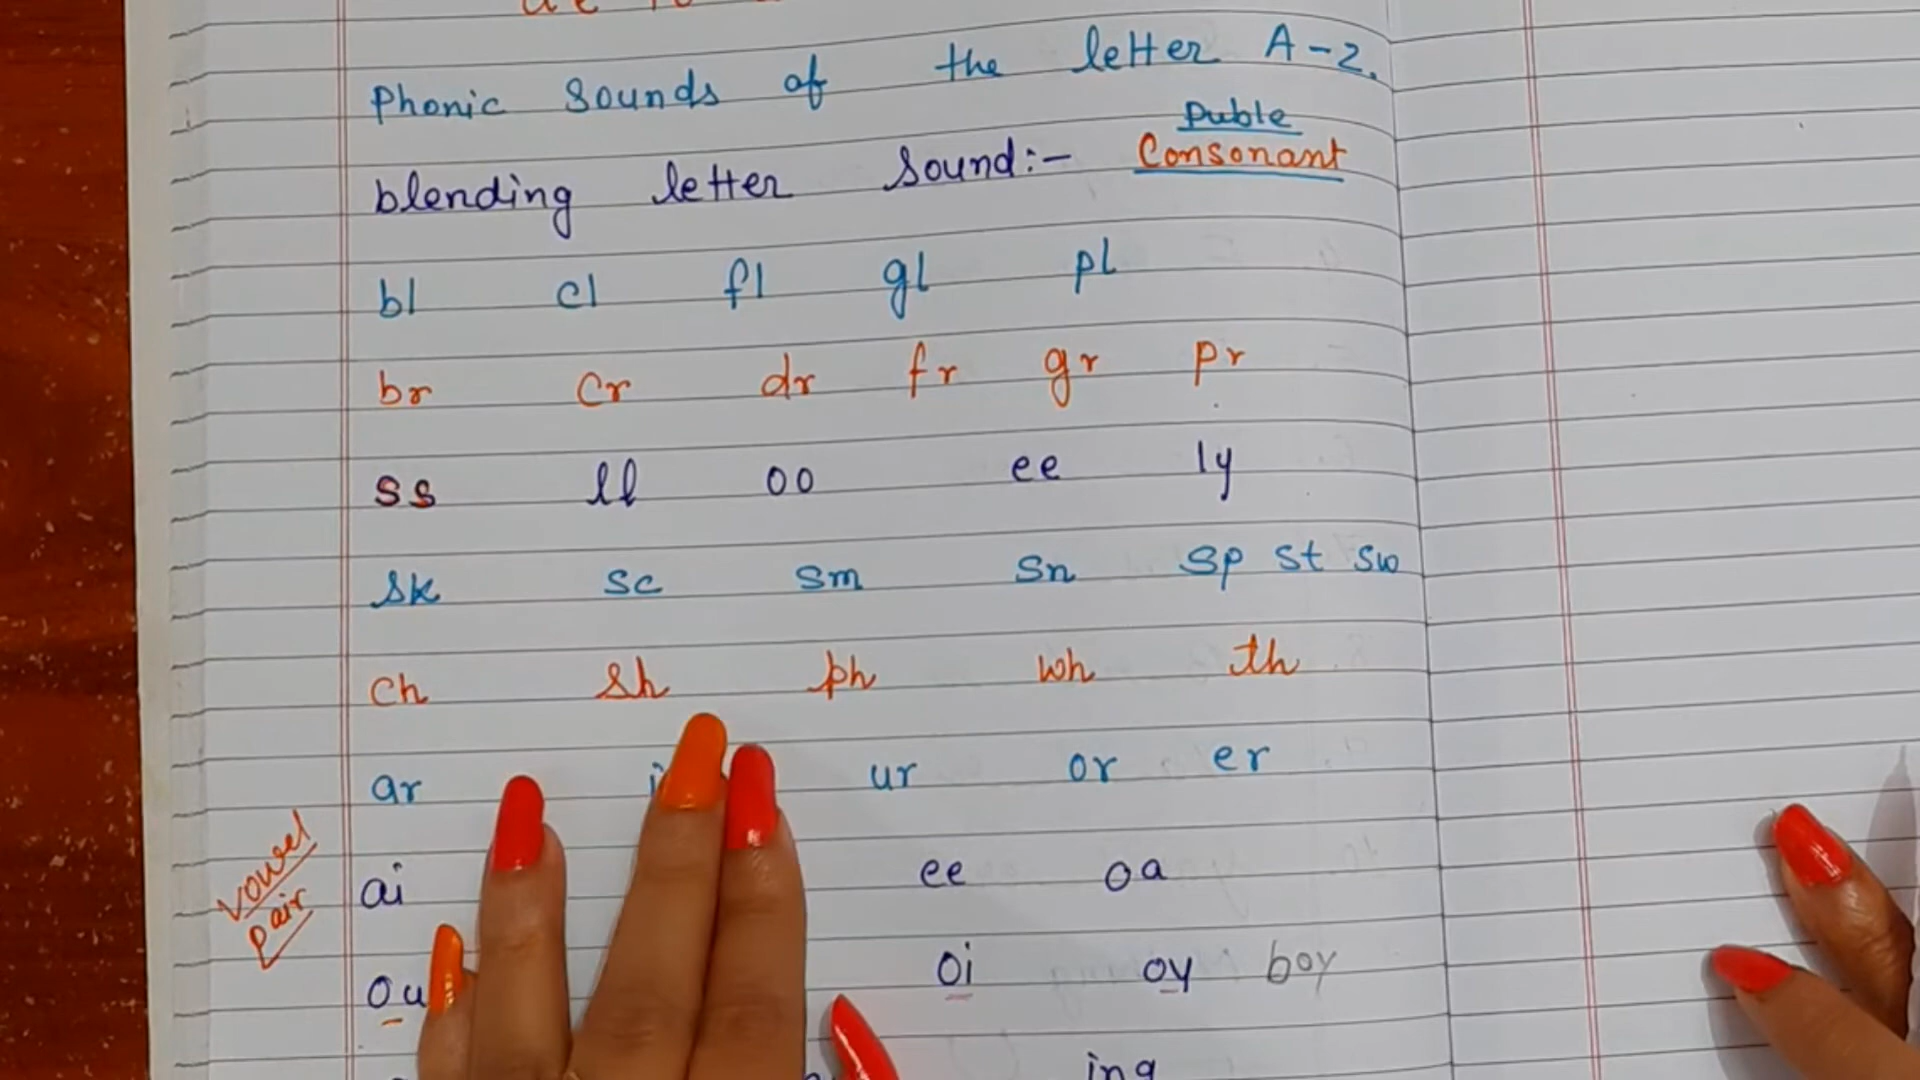 Phonic Sounds of the letter A-Z.
Puble
blending letter Sound:- Consonant
bl cl fl gl pl
br cr dr fr gr pr
ss ll oo ee ly
sk sc sm sn sp st sw
ch sh ph wh th
ar ur or er
Vowel
pair
ai ee oa
ou oi oy boy
ing